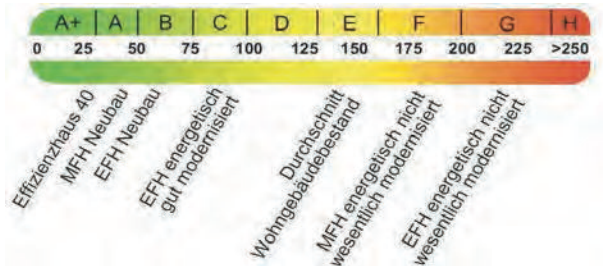 A+ A B C D E F G H
0 25 50 75 100 125 150 175 200 225 >250
Effizienzhaus 40
MFH Neubau
EFH Neubau
EFH energetisch
gut modernisiert
Durchschnitt
Wohngebäudebestand
MFH energetisch nicht
wesentlich modernisiert
EFH energetisch nicht
wesentlich modernisiert